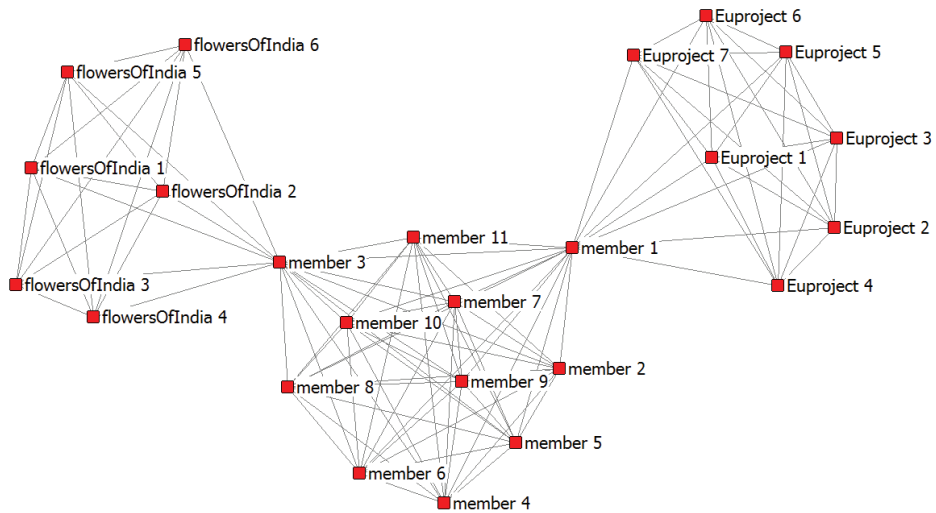 Euproject 6
flowersOfIndia 6
Euproject 7
Euproject 5
flowersOfIndia 5
Euproject 3
Euproject 1
flowersOfIndia 1
flowersOfIndia 2
Euproject 2
member 11
member 1
member 3
flowersOfIndia 3
Euproject 4
member 7
flowersOfIndia 4
member 10
member 2
member 8
member 9
member 5
member 6
member 4